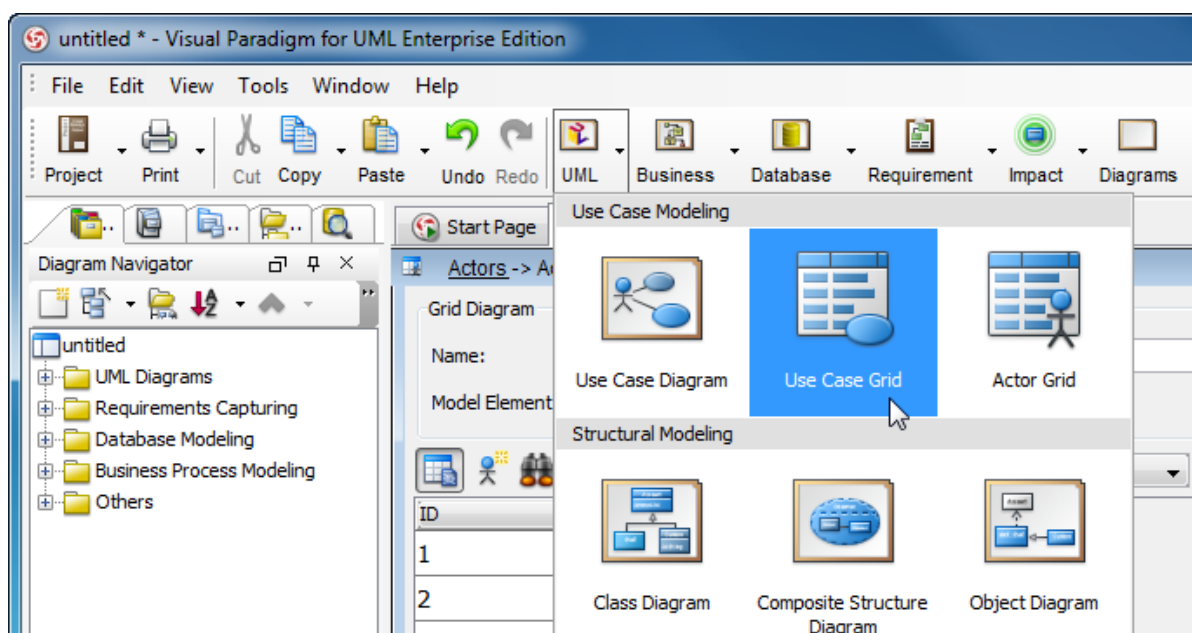 untitled * - Visual Paradigm for UML Enterprise Edition
File Edit View Tools Window Help
Project Print Cut Copy Paste Undo Redo UML Business Database Requirement Impact Diagrams
Start Page
Use Case Modeling
Diagram Navigator
Actors -> A
Grid Diagram
untitled
Name:
UML Diagrams
Use Case Diagram Use Case Grid Actor Grid
Requirements Capturing
Model Element
Database Modeling
Structural Modeling
Business Process Modeling
Others
ID
1
2
Class Diagram Composite Structure Object Diagram
Diagram